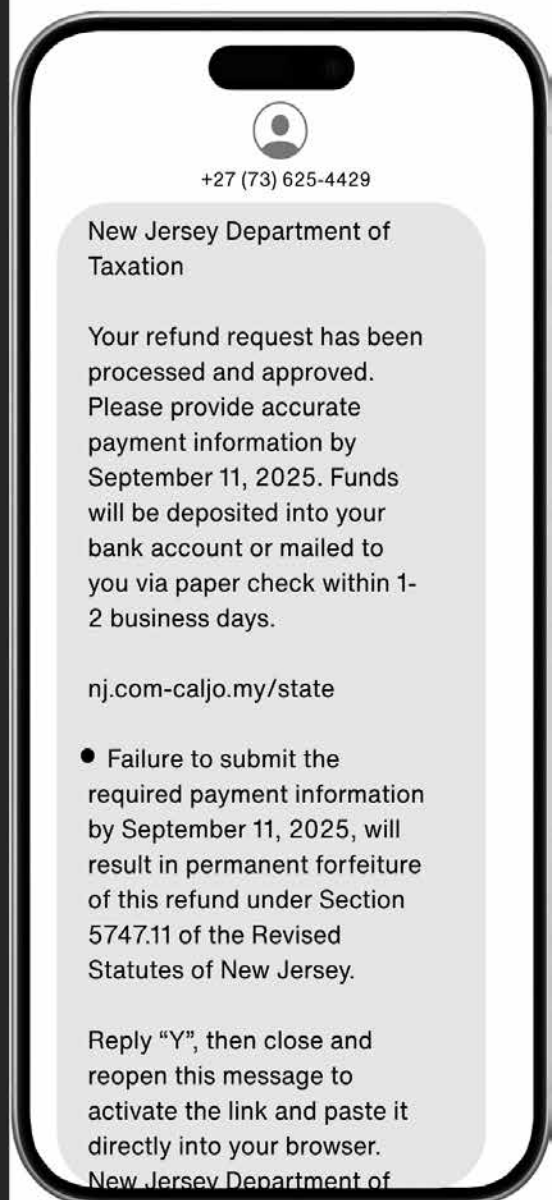 +27 (73) 625-4429
New Jersey Department of
Taxation
Your refund request has been
processed and approved.
Please provide accurate
payment information by
September 11, 2025. Funds
will be deposited into your
bank account or mailed to
you via paper check within 1-
2 business days.
nj.com-caljo.my/state
● Failure to submit the
required payment information
by September 11, 2025, will
result in permanent forfeiture
of this refund under Section
5747.11 of the Revised
Statutes of New Jersey.
Reply “Y”, then close and
reopen this message to
activate the link and paste it
directly into your browser.
New Jersey Department of